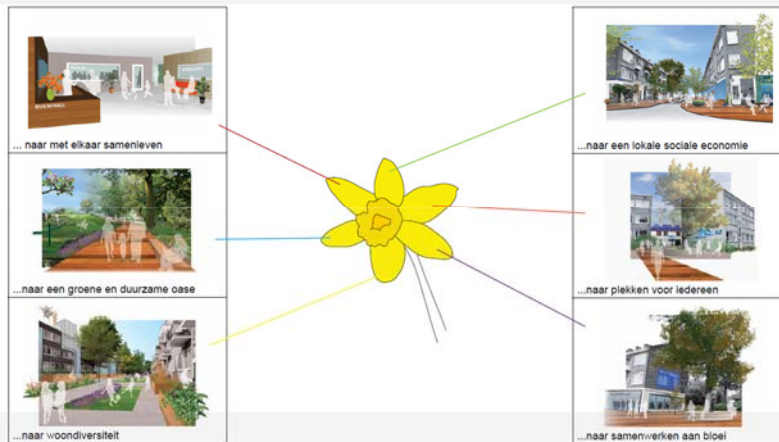 ... naar met elkaar samenleven
...naar een groene en duurzame oase
...naar woondiversiteit
...naar een lokale sociale economie
...naar plekken voor iedereen
...naar samenwerken aan bloei